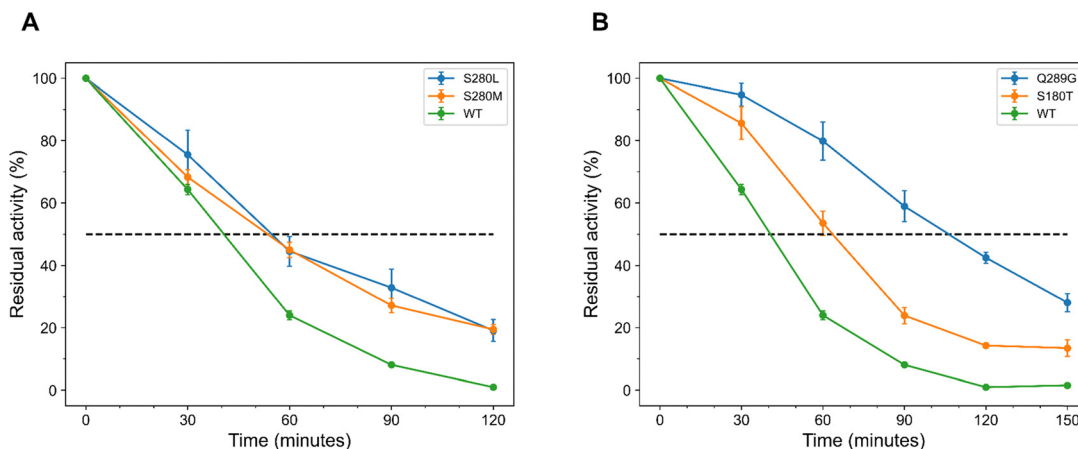 A
B
S280L
S280M
WT
Q289G
S180T
WT
100
80
60
40
20
0
100
80
60
40
20
0
Residual activity (%)
Residual activity (%)
0 30 60 90 120
0 30 60 90 120 150
Time (minutes)
Time (minutes)